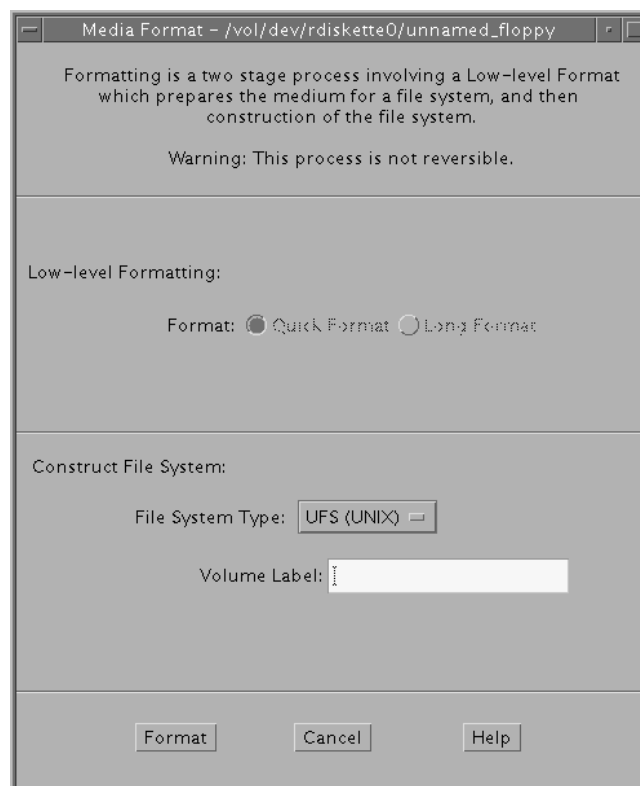 Media Format - /vol/dev/rdiskette0/unnamed_floppy
Formatting is a two stage process involving a Low-level Format
which prepares the medium for a file system, and then
construction of the file system.
Warning: This process is not reversible.
Low-level Formatting:
Format: Quick Format Long Format
Construct File System:
File System Type: UFS (UNIX)
Volume Label:
Format Cancel Help